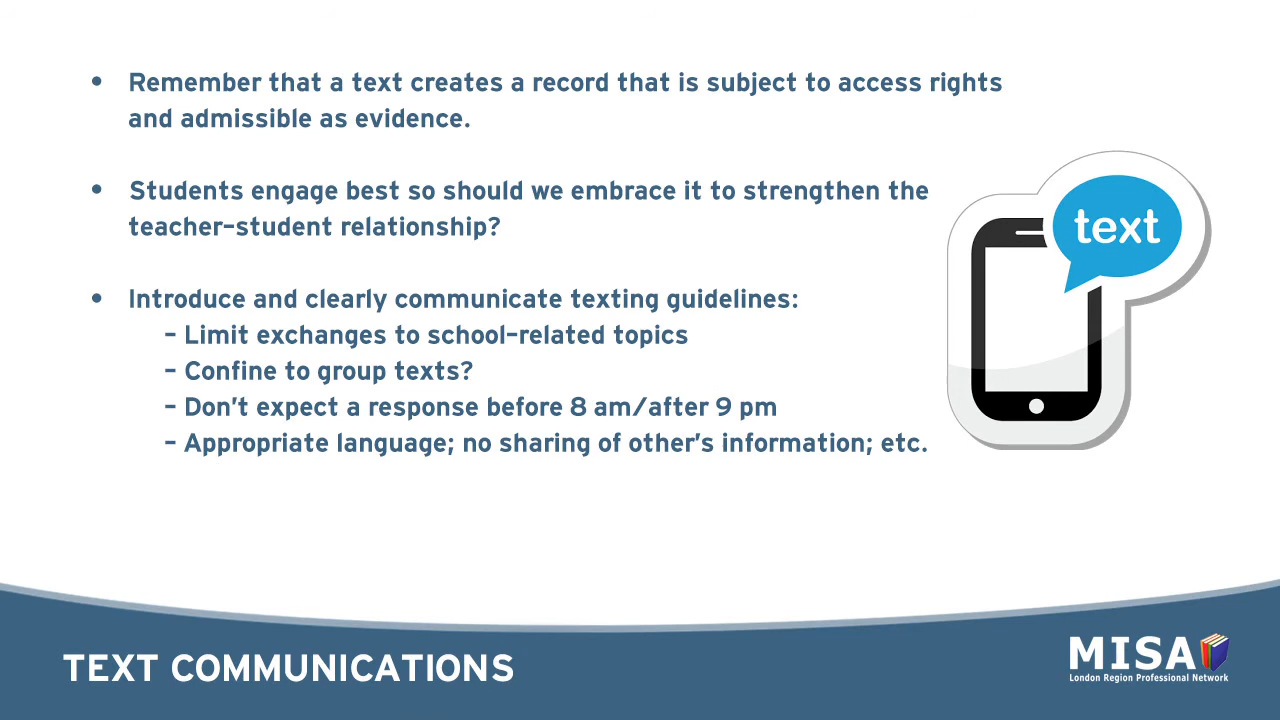 • Remember that a text creates a record that is subject to access rights
and admissible as evidence.
• Students engage best so should we embrace it to strengthen the
teacher-student relationship?
• Introduce and clearly communicate texting guidelines:
- Limit exchanges to school-related topics
- Confine to group texts?
- Don't expect a response before 8 am/after 9 pm
- Appropriate language; no sharing of other's information; etc.
text
TEXT COMMUNICATIONS
MISA
London Region Professional Network